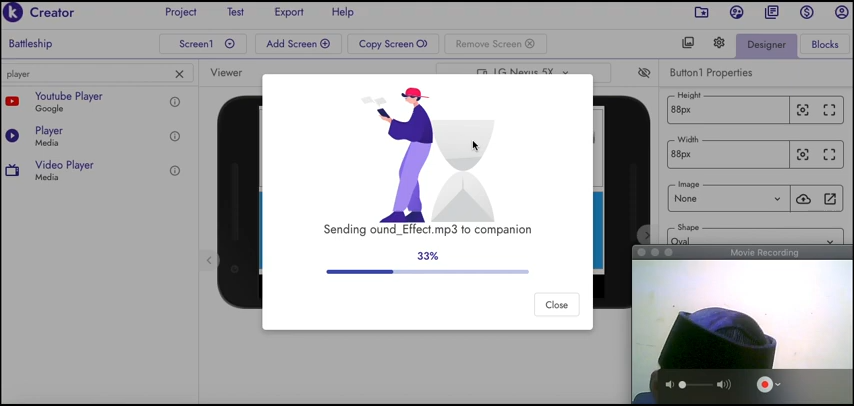 Creator
Project
Test
Export
Help
Battleship
Screen1
Add Screen
Copy Screen
Remove Screen
Designer
Blocks
player
Viewer
LG Nexus 5X
Button1 Properties
Youtube Player
Google
Player
Media
Video Player
Media
Height
88px
Width
88px
Image
None
Shape
Oval
Sending ound_Effect.mp3 to companion
33%
Close
Movie Recording